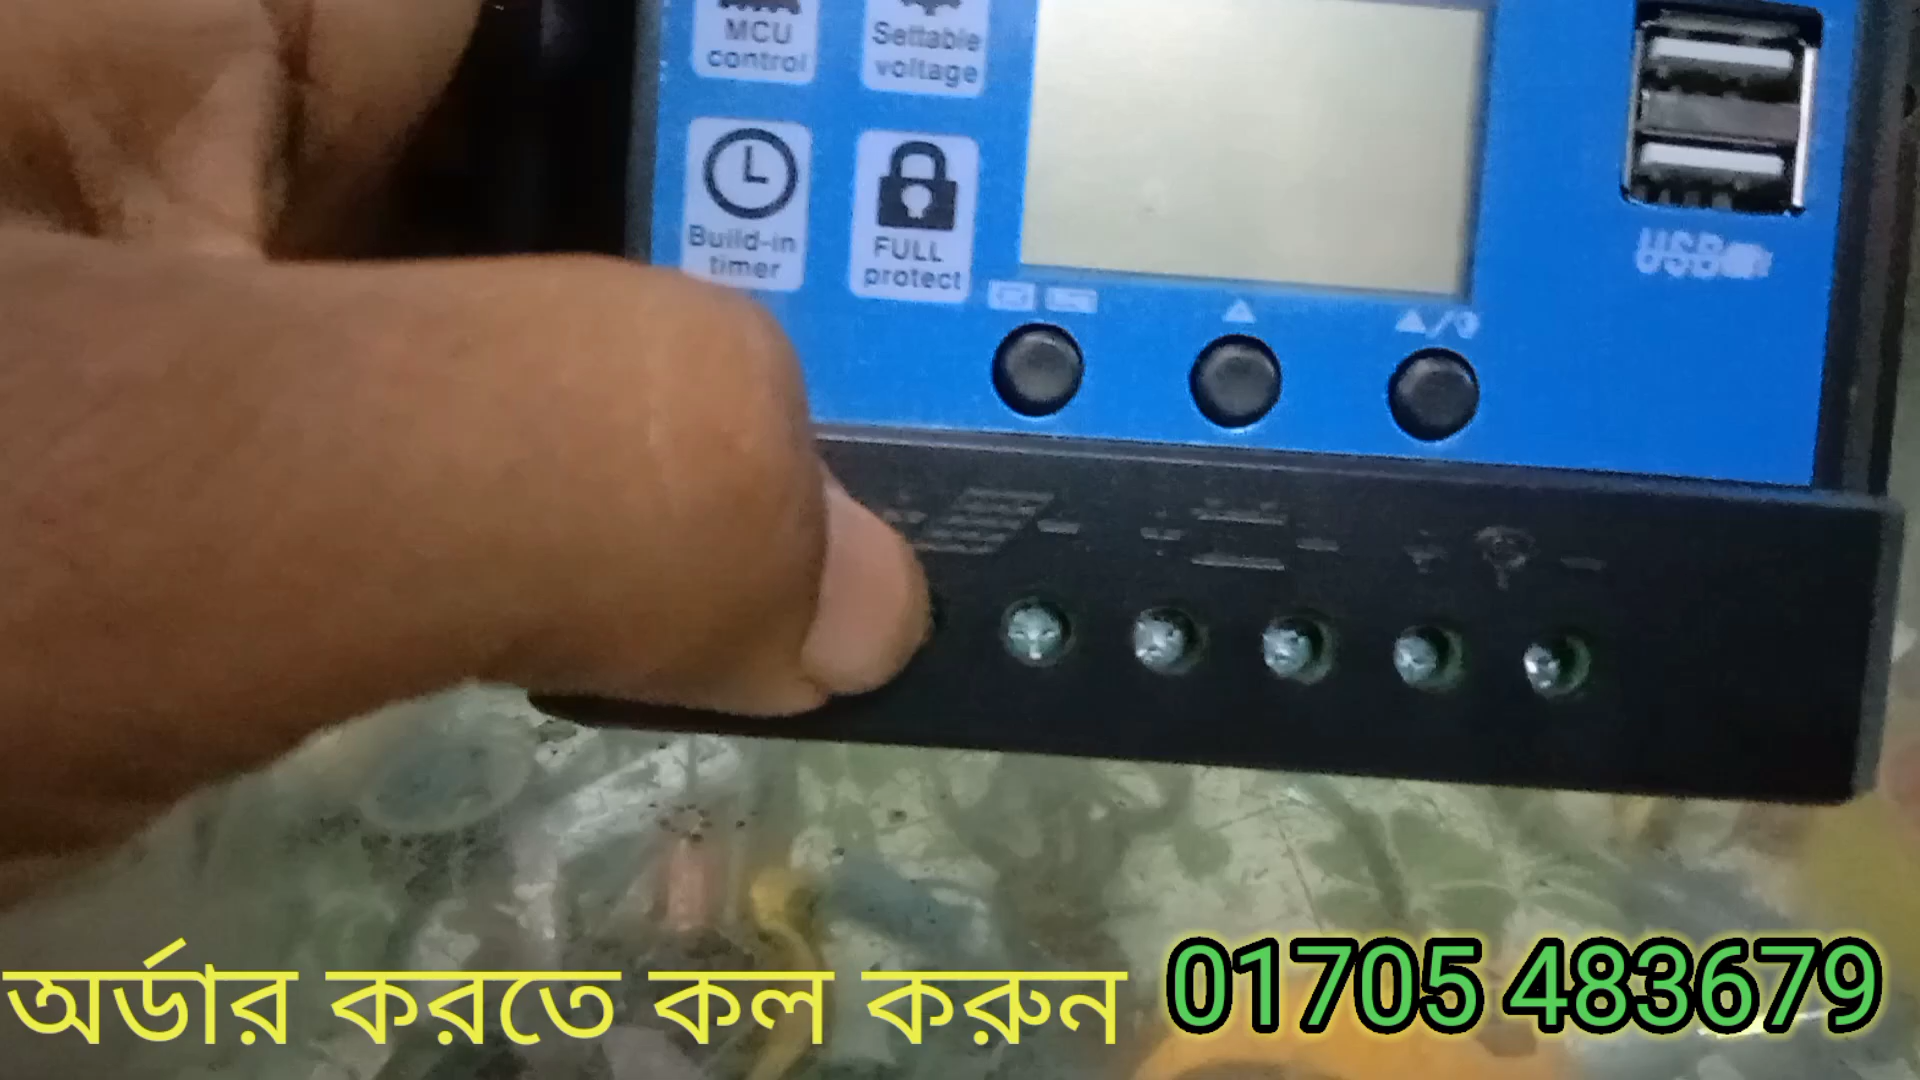 MCU
control
Settable
voltage
Build-in
timer
FULL
protect
USB
অর্ডার করতে কল করুন 01705 483679